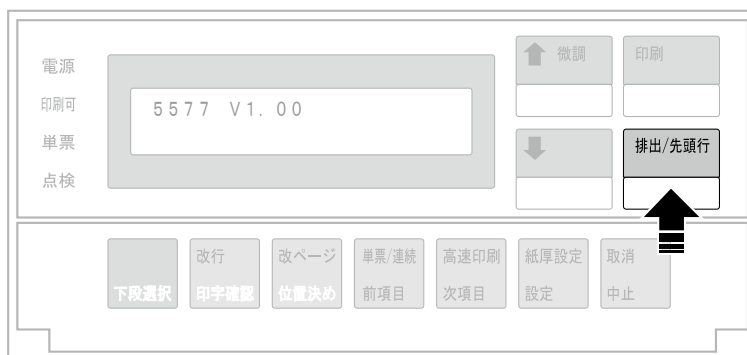 電源
印刷可
単票
点検
5577 V1.00
微調
印刷
排出/先頭行
下段選択
改行
印字確認
改ページ
位置決め
単票/連続
前項目
高速印刷
次項目
紙厚設定
設定
取消
中止